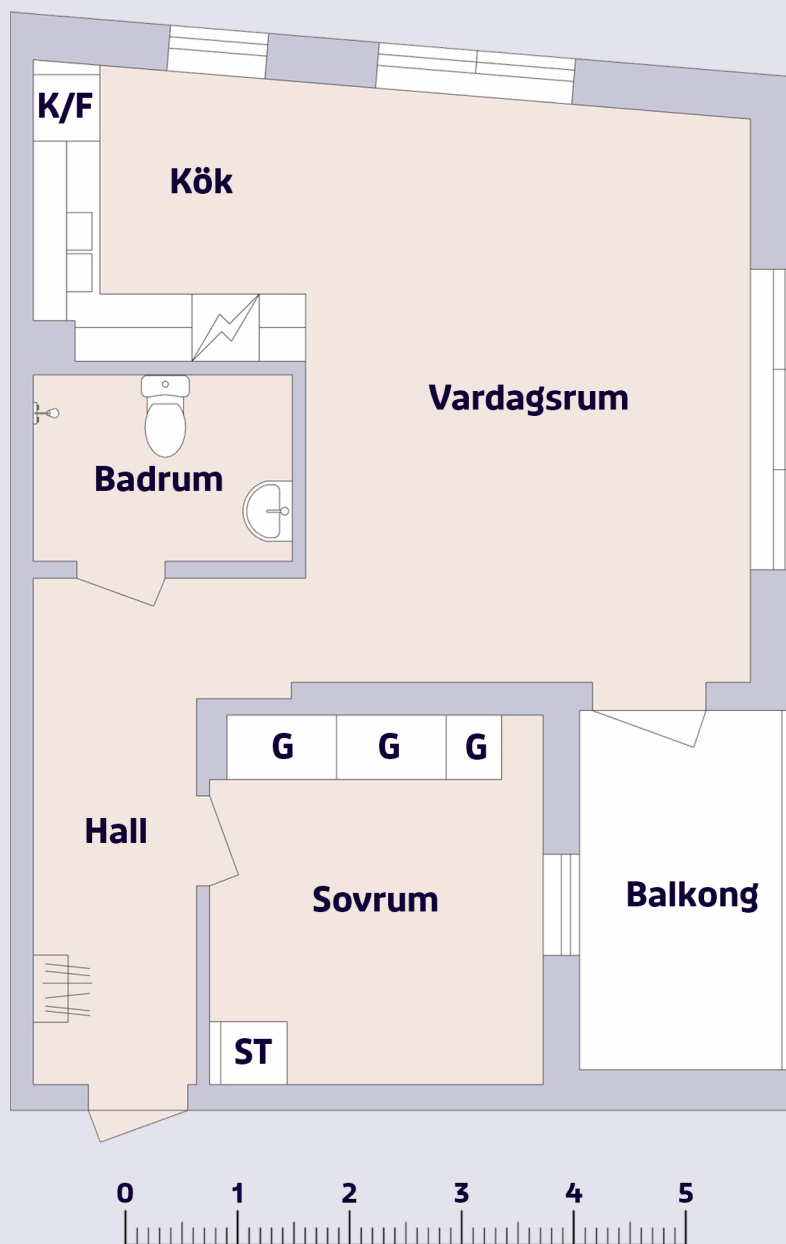 K/F
Kök
Vardagsrum
Badrum
G G G
Hall
Sovrum
Balkong
ST
0 1 2 3 4 5